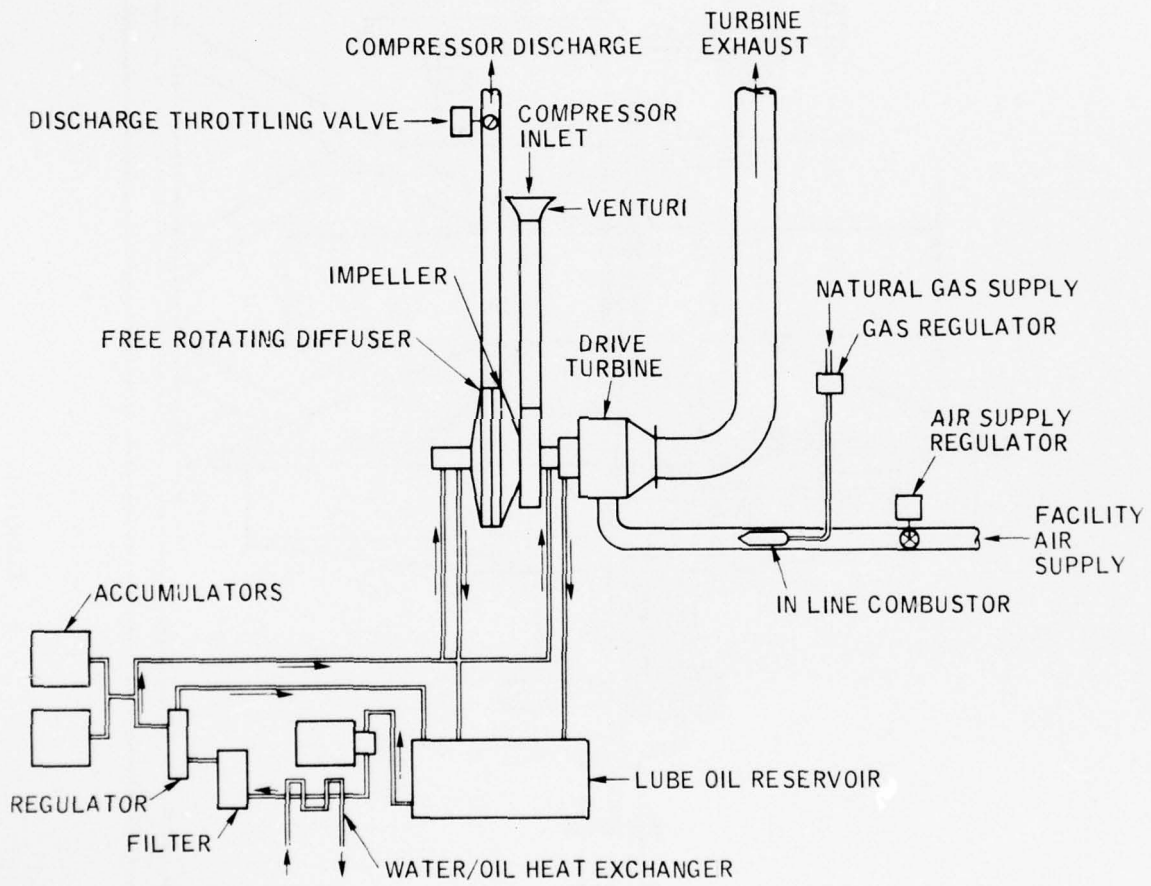 TURBINE
EXHAUST
COMPRESSOR DISCHARGE
DISCHARGE THROTTLING VALVE
COMPRESSOR
INLET
VENTURI
IMPELLER
NATURAL GAS SUPPLY
GAS REGULATOR
FREE ROTATING DIFFUSER
DRIVE
TURBINE
AIR SUPPLY
REGULATOR
FACILITY
AIR
SUPPLY
IN LINE COMBUSTOR
ACCUMULATORS
LUBE OIL RESERVOIR
REGULATOR
FILTER
WATER/OIL HEAT EXCHANGER